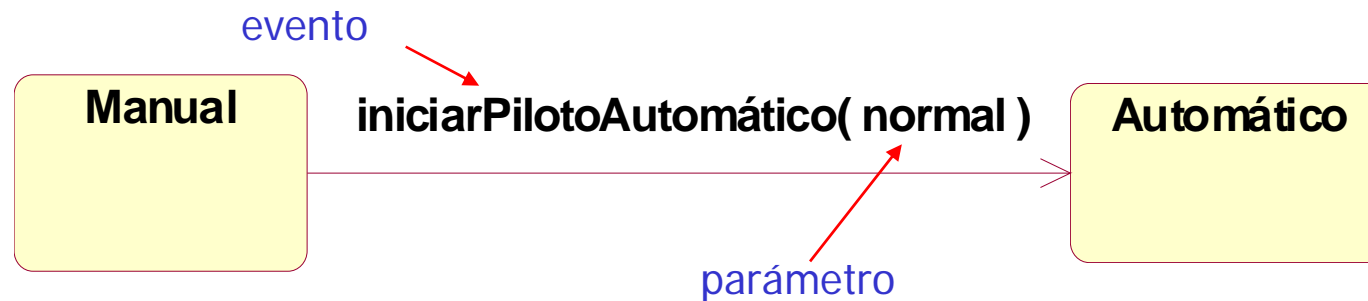 evento
Manual
iniciarPilotoAutomático( normal )
Automático
parámetro